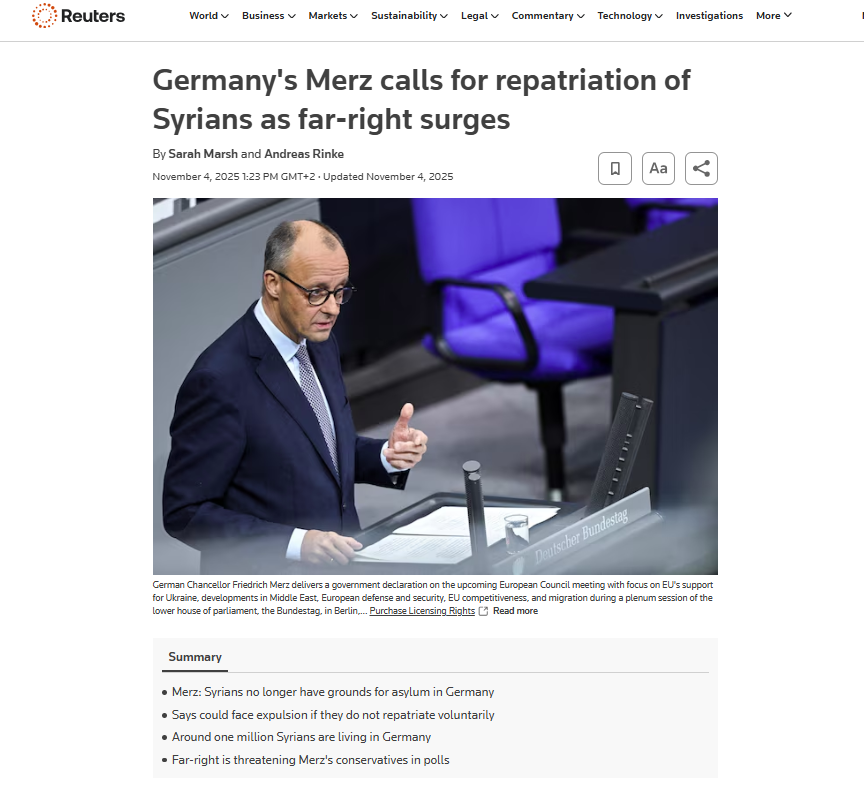 Reuters
World Business Markets Sustainability Legal Commentary Technology Investigations More
Germany's Merz calls for repatriation of
Syrians as far-right surges
By Sarah Marsh and Andreas Rinke
November 4, 2025 1:23 PM GMT+2 · Updated November 4, 2025
Aa
Deutscher Bundestag
German Chancellor Friedrich Merz delivers a government declaration on the upcoming European Council meeting with focus on EU's support
for Ukraine, developments in Middle East, European defense and security, EU competitiveness, and migration during a plenum session of the
lower house of parliament, the Bundestag, in Berlin,... Purchase Licensing Rights Read more
Summary
• Merz: Syrians no longer have grounds for asylum in Germany
• Says could face expulsion if they do not repatriate voluntarily
• Around one million Syrians are living in Germany
• Far-right is threatening Merz's conservatives in polls